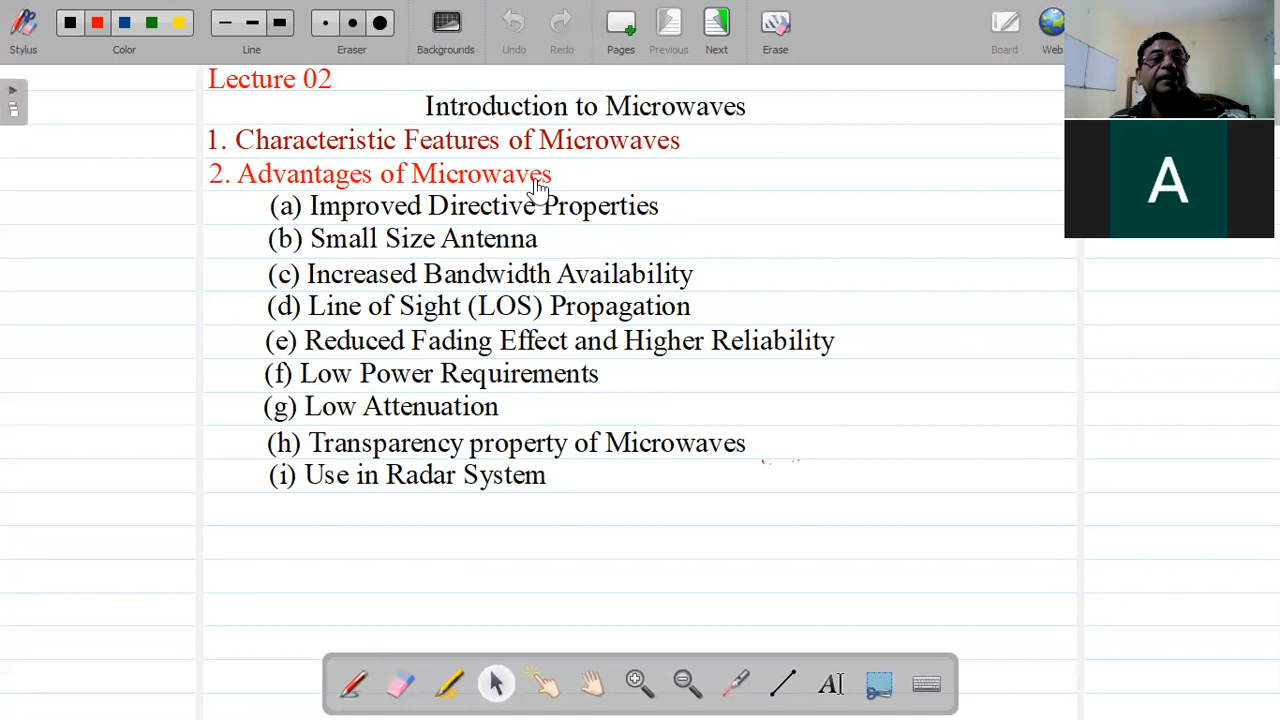 Stylus
Color
Line
Eraser
Backgrounds
Undo
Redo
Pages
Previous
Next
Erase
Board
Web
Lecture 02
Introduction to Microwaves
1. Characteristic Features of Microwaves
2. Advantages of Microwaves
(a) Improved Directive Properties
(b) Small Size Antenna
(c) Increased Bandwidth Availability
(d) Line of Sight (LOS) Propagation
(e) Reduced Fading Effect and Higher Reliability
(f) Low Power Requirements
(g) Low Attenuation
(h) Transparency property of Microwaves
(i) Use in Radar System
A
AI